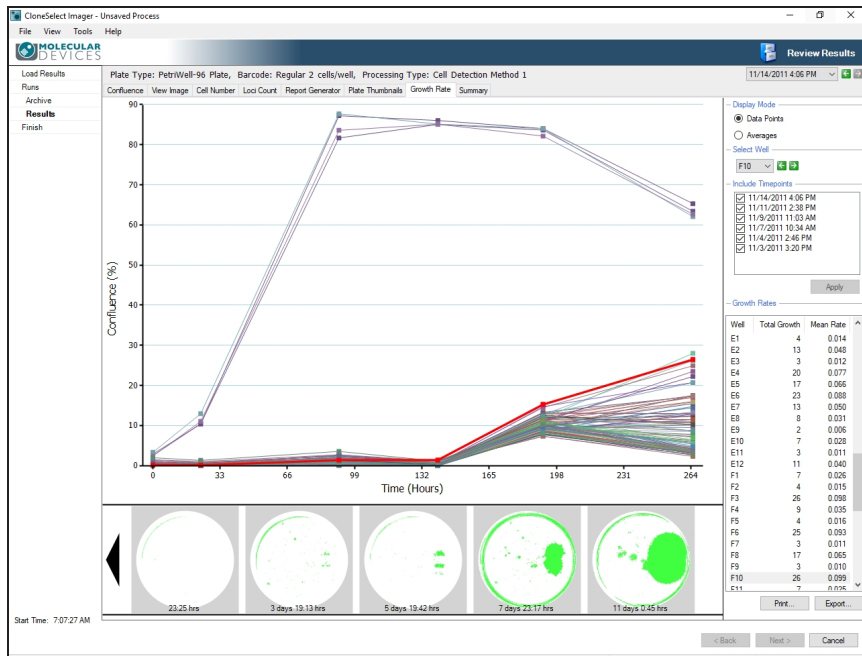 CloneSelect Imager - Unsaved Process
File View Tools Help
MOLECULAR
DEVICES
Review Results
Load Results
Runs
Archive
Results
Finish
Plate Type: PetriWell-96 Plate, Barcode: Regular 2 cells/well, Processing Type: Cell Detection Method 1
11/14/2011 4:06 PM
Confluence View Image Cell Number Loci Count Report Generator Plate Thumbnails Growth Rate Summary
90
80
70
60
50
40
30
20
10
0
Confluence (%)
0 33 66 99 132 165 198 231 264
Time (Hours)
23.25 hrs
3 days 19.13 hrs
5 days 19.42 hrs
7 days 23.17 hrs
11 days 0.45 hrs
Display Mode
Data Points
Averages
Select Well
F10
Include Timepoints
11/14/2011 4:06 PM
11/11/2011 2:38 PM
11/9/2011 11:03 AM
11/7/2011 10:34 AM
11/4/2011 2:46 PM
11/3/2011 3:20 PM
Apply
Growth Rates
Well Total Growth Mean Rate
E1 4 0.014
E2 13 0.048
E3 3 0.012
E4 20 0.077
E5 17 0.066
E6 23 0.088
E7 13 0.050
E8 8 0.031
E9 2 0.006
E10 7 0.028
E11 3 0.011
E12 11 0.040
F1 7 0.026
F2 4 0.015
F3 26 0.098
F4 9 0.035
F5 4 0.016
F6 25 0.093
F7 3 0.011
F8 17 0.065
F9 3 0.010
F10 26 0.099
F11 7 0.025
Print... Export...
Start Time: 7:07:27 AM
< Back Next > Cancel